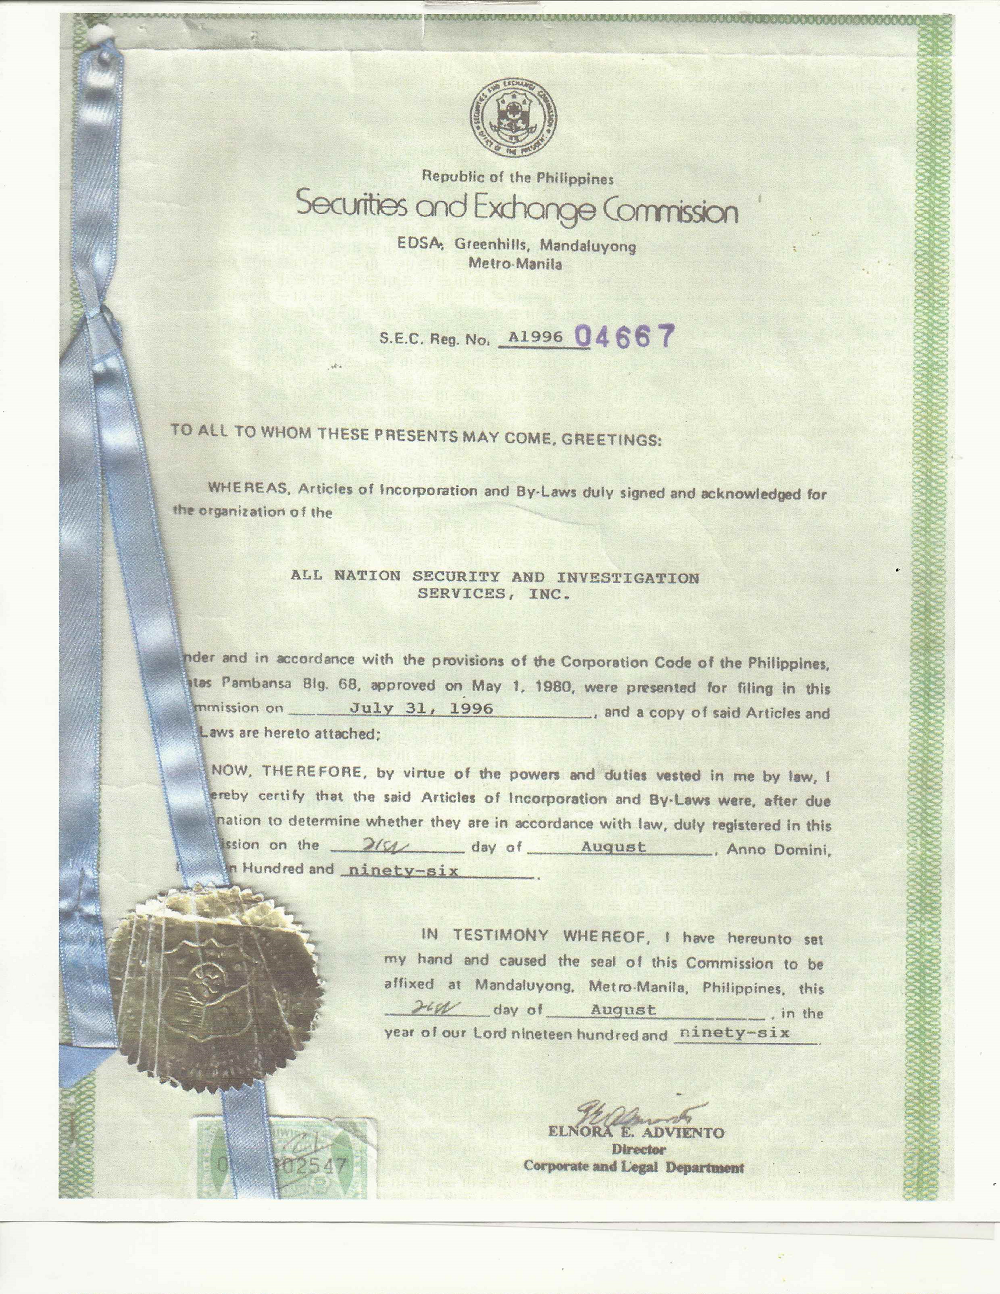 SECURITIES AND EXCHANGE COMMISSION
OFFICE OF THE PRESIDENT
Republic of the Philippines
Securities and Exchange Commission
EDSA, Greenhills, Mandaluyong
Metro-Manila
S.E.C. Reg. No. A1996 04667
TO ALL TO WHOM THESE PRESENTS MAY COME, GREETINGS:
WHEREAS, Articles of Incorporation and By-Laws duly signed and acknowledged for
the organization of the
ALL NATION SECURITY AND INVESTIGATION
SERVICES, INC.
nder and in accordance with the provisions of the Corporation Code of the Philippines,
tas Pambansa Blg. 68, approved on May 1, 1980, were presented for filing in this
mmission on July 31, 1996, and a copy of said Articles and
Laws are hereto attached;
NOW, THEREFORE, by virtue of the powers and duties vested in me by law, I
ereby certify that the said Articles of Incorporation and By-Laws were, after due
nation to determine whether they are in accordance with law, duly registered in this
ssion on the 21st day of August, Anno Domini,
n Hundred and ninety-six.
IN TESTIMONY WHEREOF, I have hereunto set
my hand and caused the seal of this Commission to be
affixed at Mandaluyong, Metro-Manila, Philippines, this
21st day of August, in the
year of our Lord nineteen hundred and ninety-six.
ELNORA E. ADVIENTO
Director
Corporate and Legal Department
302547